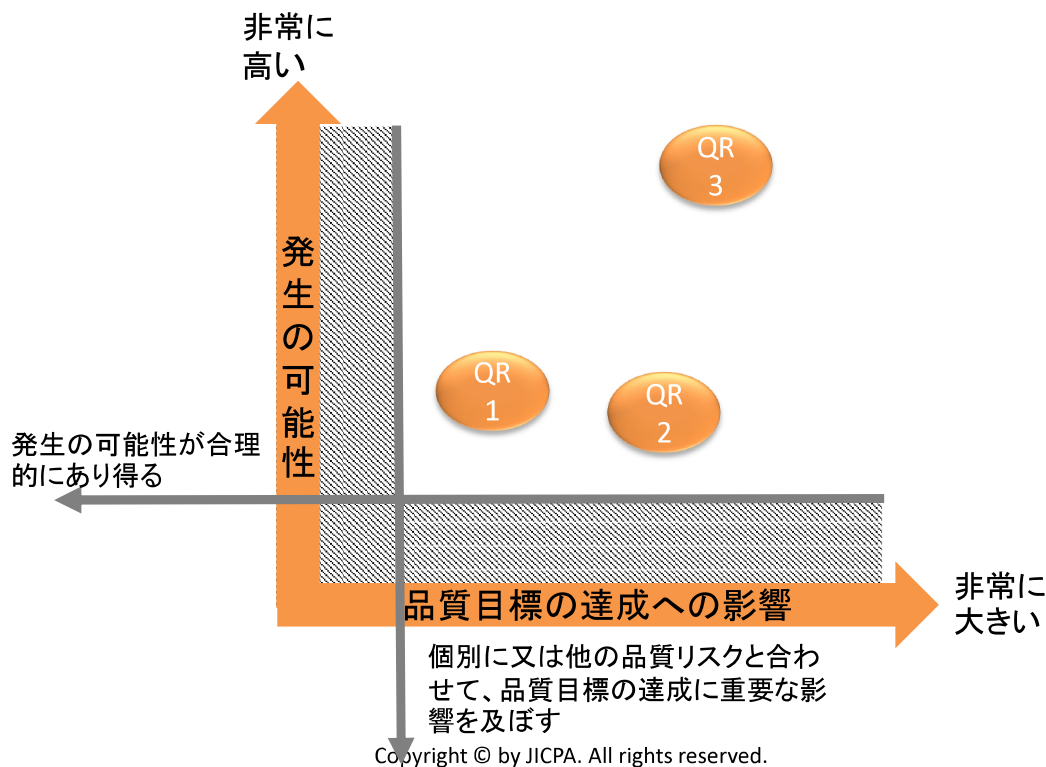 非常に
高い
QR
3
発生の可能性
QR
1
QR
2
発生の可能性が合理
的にあり得る
品質目標の達成への影響
非常に
大きい
個別に又は他の品質リスクと合わ
せて、品質目標の達成に重要な影
響を及ぼす
Copyright © by JICPA. All rights reserved.